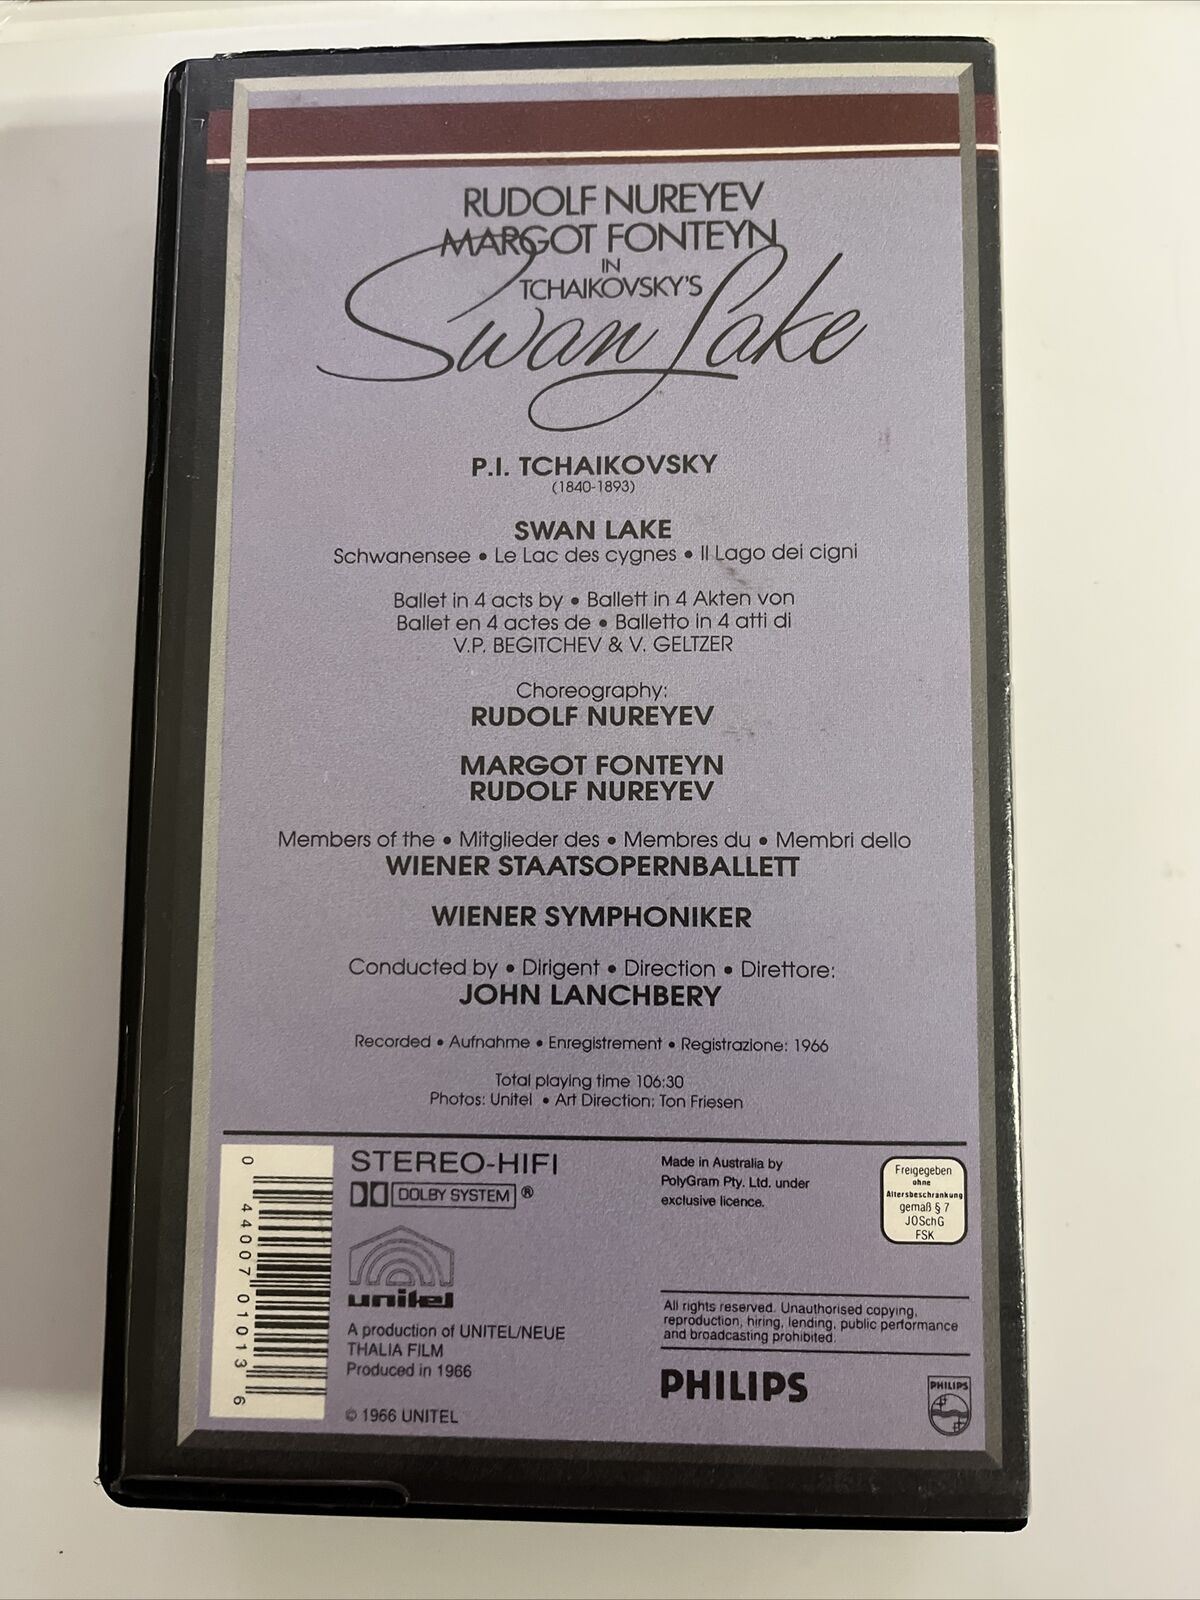 RUDOLF NUREYEV
MARGOT FONTEYN
IN
TCHAIKOVSKY'S
Swan Lake
P.I. TCHAIKOVSKY
(1840-1893)
SWAN LAKE
Schwanensee • Le Lac des cygnes • Il Lago dei cigni
Ballet in 4 acts by • Ballett in 4 Akten von
Ballet en 4 actes de • Balletto in 4 atti di
V.P. BEGITCHEV & V. GELTZER
Choreography:
RUDOLF NUREYEV
MARGOT FONTEYN
RUDOLF NUREYEV
Members of the • Mitglieder des • Membres du • Membri dello
WIENER STAATSOPERNBALLETT
WIENER SYMPHONIKER
Conducted by • Dirigent • Direction • Direttore:
JOHN LANCHBERY
Recorded • Aufnahme • Enregistrement • Registrazione: 1966
Total playing time 106:30
Photos: Unitel • Art Direction: Ton Friesen
0 44007 01013 6
STEREO-HIFI
DOLBY SYSTEM ®
unitel
A production of UNITEL/NEUE
THALIA FILM
Produced in 1966
© 1966 UNITEL
Made in Australia by
PolyGram Pty. Ltd. under
exclusive licence.
Freigegeben
ohne
Altersbeschrankung
gemaß § 7
JÖSchG
FSK
All rights reserved. Unauthorised copying,
reproduction, hiring, lending, public performance
and broadcasting prohibited.
PHILIPS
PHILIPS